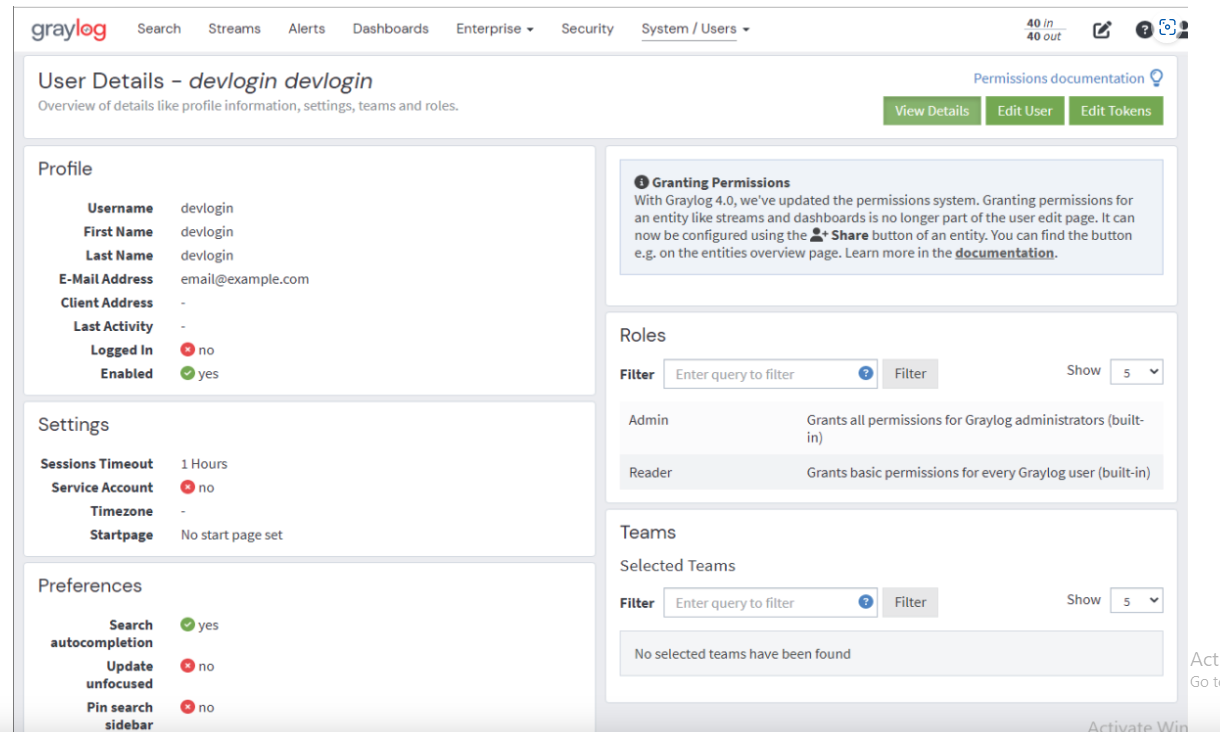 graylog Search Streams Alerts Dashboards Enterprise Security System / Users 40 in
40 out
User Details – devlogin devlogin
Overview of details like profile information, settings, teams and roles.
Permissions documentation
View Details Edit User Edit Tokens
Profile
Username devlogin
First Name devlogin
Last Name devlogin
E-Mail Address email@example.com
Client Address -
Last Activity -
Logged In no
Enabled yes
Settings
Sessions Timeout 1 Hours
Service Account no
Timezone -
Startpage No start page set
Preferences
Search autocompletion yes
Update unfocused no
Pin search sidebar no
Granting Permissions
With Graylog 4.0, we've updated the permissions system. Granting permissions for
an entity like streams and dashboards is no longer part of the user edit page. It can
now be configured using the Share button of an entity. You can find the button
e.g. on the entities overview page. Learn more in the documentation.
Roles
Filter Enter query to filter ? Filter Show 5
Admin Grants all permissions for Graylog administrators (built-
in)
Reader Grants basic permissions for every Graylog user (built-in)
Teams
Selected Teams
Filter Enter query to filter ? Filter Show 5
No selected teams have been found
Act
Go t
Activate Win